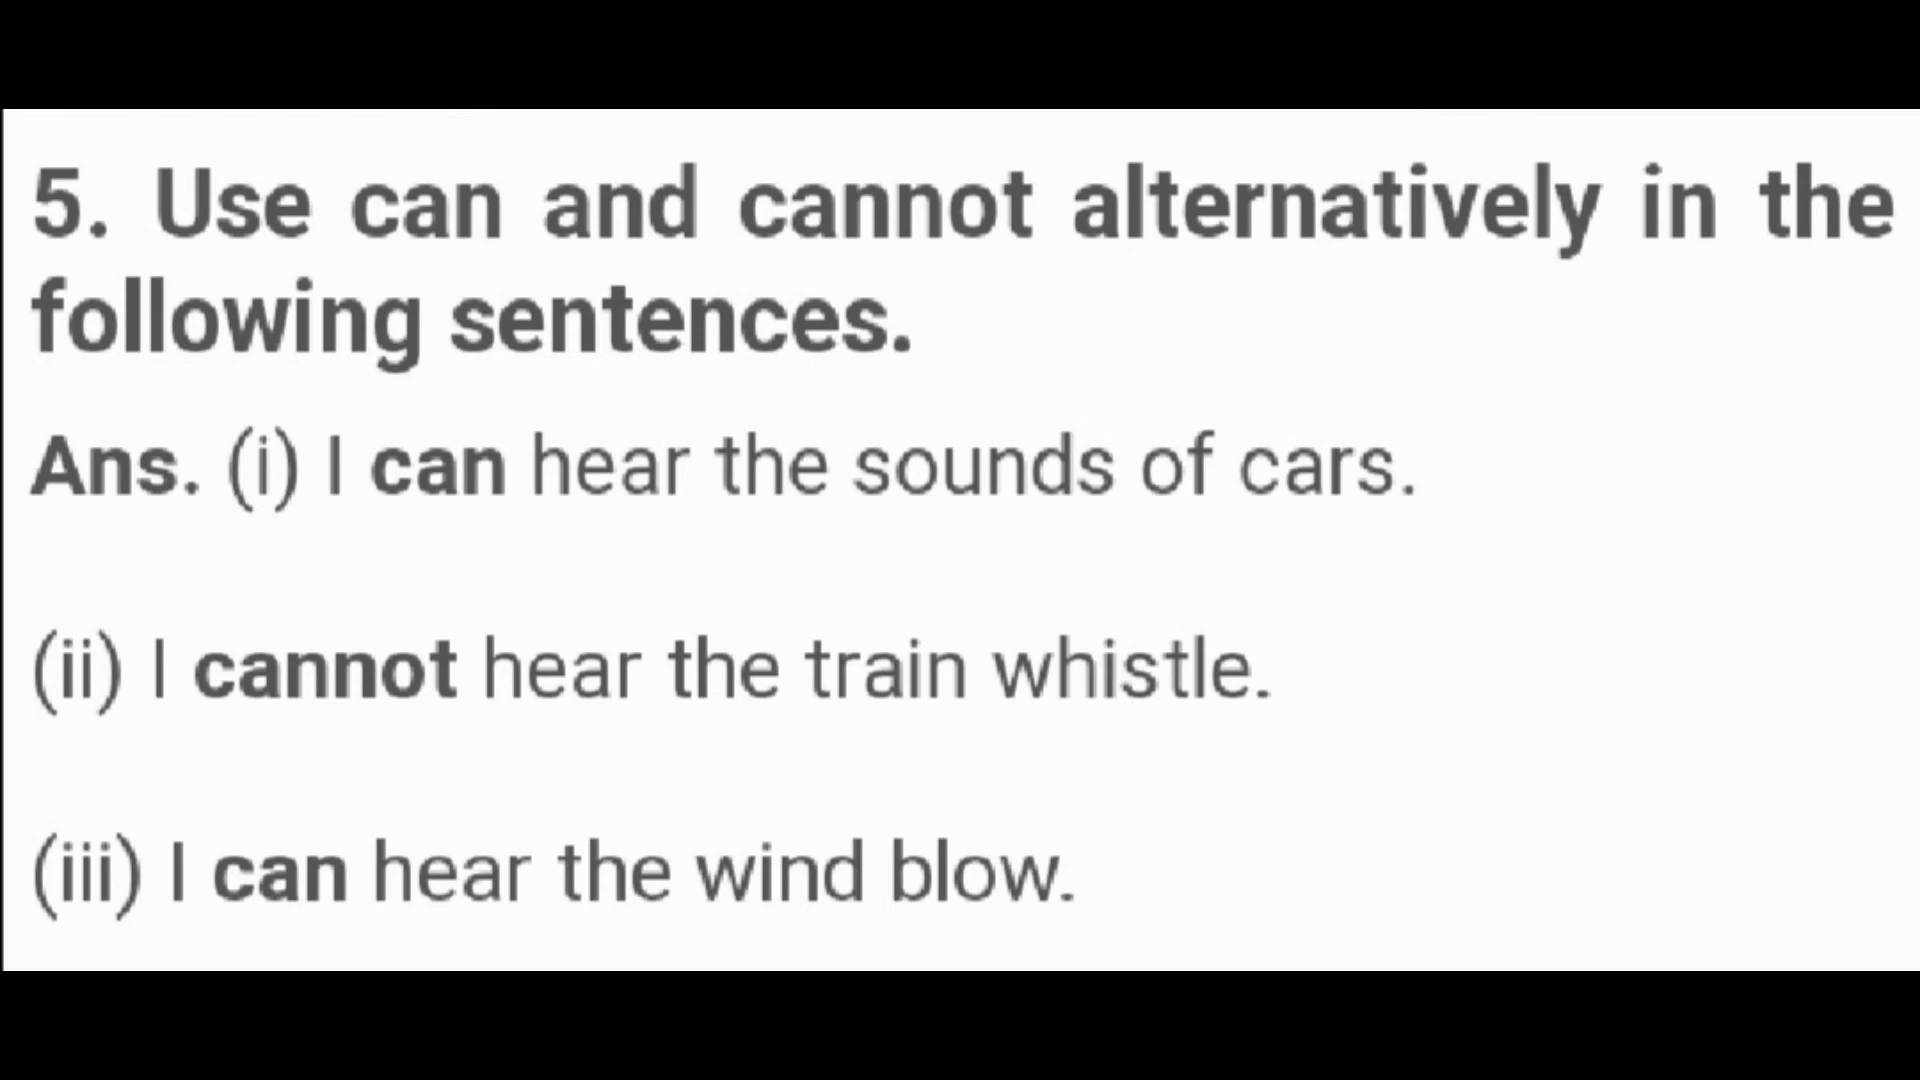 5. Use can and cannot alternatively in the
following sentences.
Ans. (i) I can hear the sounds of cars.
(ii) I cannot hear the train whistle.
(iii) I can hear the wind blow.